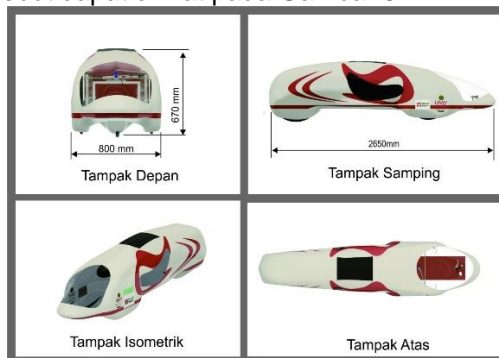 670 mm
800 mm
Tampak Depan
2650mm
Tampak Samping
Tampak Isometrik
Tampak Atas